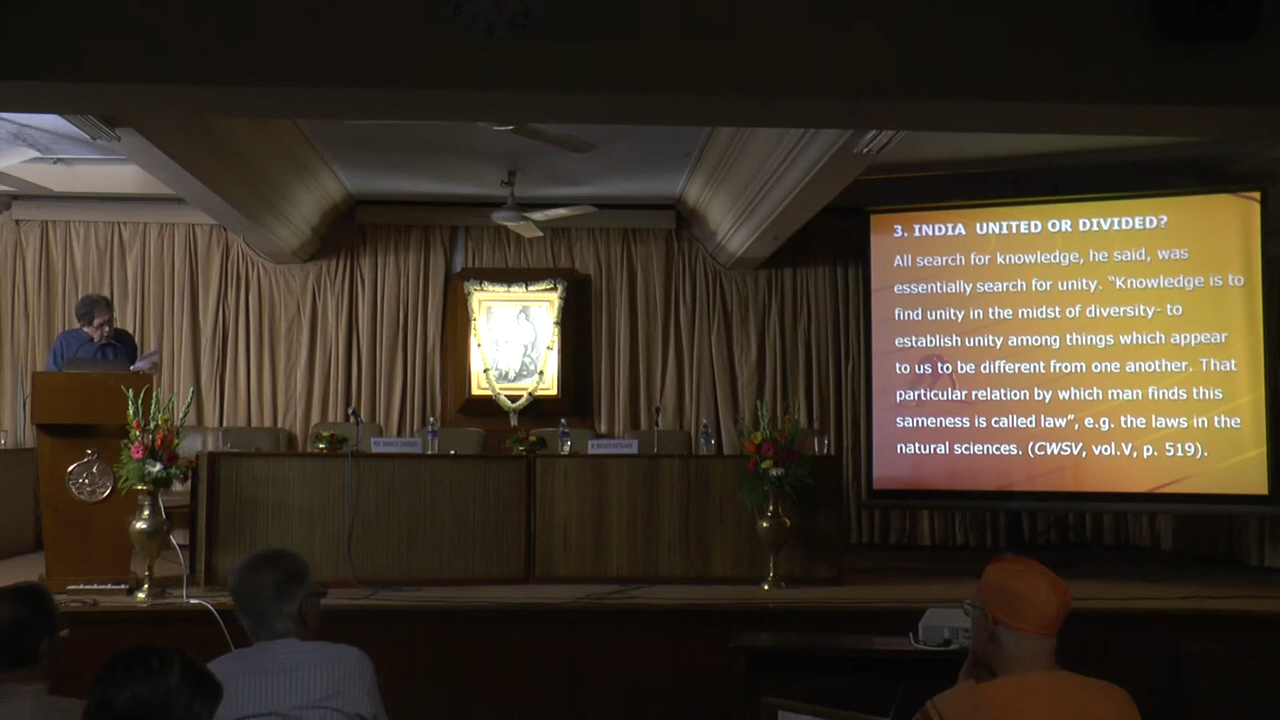 3. INDIA UNITED OR DIVIDED?
All search for knowledge, he said, was
essentially search for unity. “Knowledge is to
find unity in the midst of diversity- to
establish unity among things which appear
to us to be different from one another. That
particular relation by which man finds this
sameness is called law”, e.g. the laws in the
natural sciences. (CWSV, vol.V, p. 519).